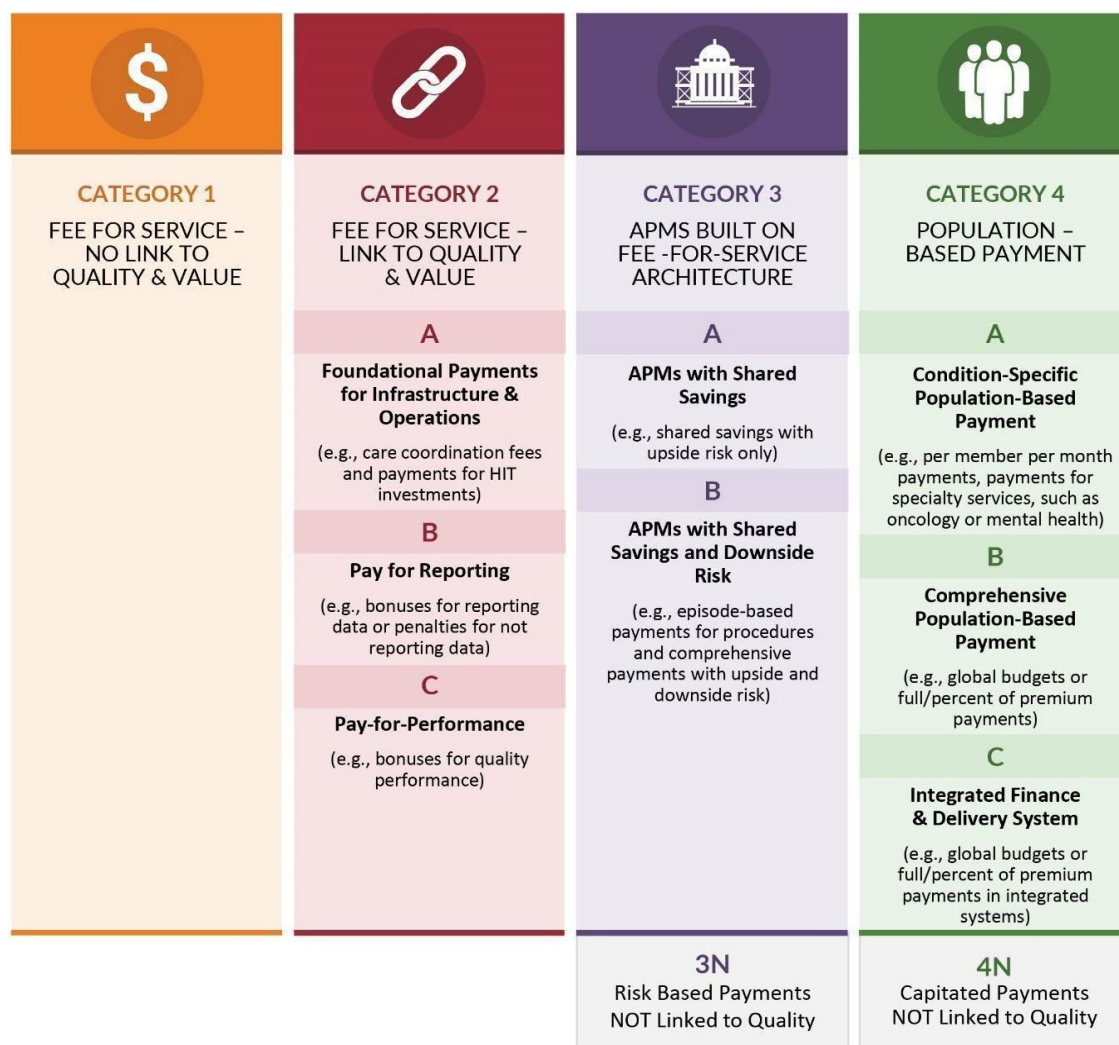 $
CATEGORY 1
FEE FOR SERVICE –
NO LINK TO
QUALITY & VALUE
CATEGORY 2
FEE FOR SERVICE –
LINK TO QUALITY
& VALUE
A
Foundational Payments
for Infrastructure &
Operations
(e.g., care coordination fees
and payments for HIT
investments)
B
Pay for Reporting
(e.g., bonuses for reporting
data or penalties for not
reporting data)
C
Pay-for-Performance
(e.g., bonuses for quality
performance)
CATEGORY 3
APMS BUILT ON
FEE -FOR-SERVICE
ARCHITECTURE
A
APMs with Shared
Savings
(e.g., shared savings with
upside risk only)
B
APMs with Shared
Savings and Downside
Risk
(e.g., episode-based
payments for procedures
and comprehensive
payments with upside and
downside risk)
3N
Risk Based Payments
NOT Linked to Quality
CATEGORY 4
POPULATION –
BASED PAYMENT
A
Condition-Specific
Population-Based
Payment
(e.g., per member per month
payments, payments for
specialty services, such as
oncology or mental health)
B
Comprehensive
Population-Based
Payment
(e.g., global budgets or
full/percent of premium
payments)
C
Integrated Finance
& Delivery System
(e.g., global budgets or
full/percent of premium
payments in integrated
systems)
4N
Capitated Payments
NOT Linked to Quality